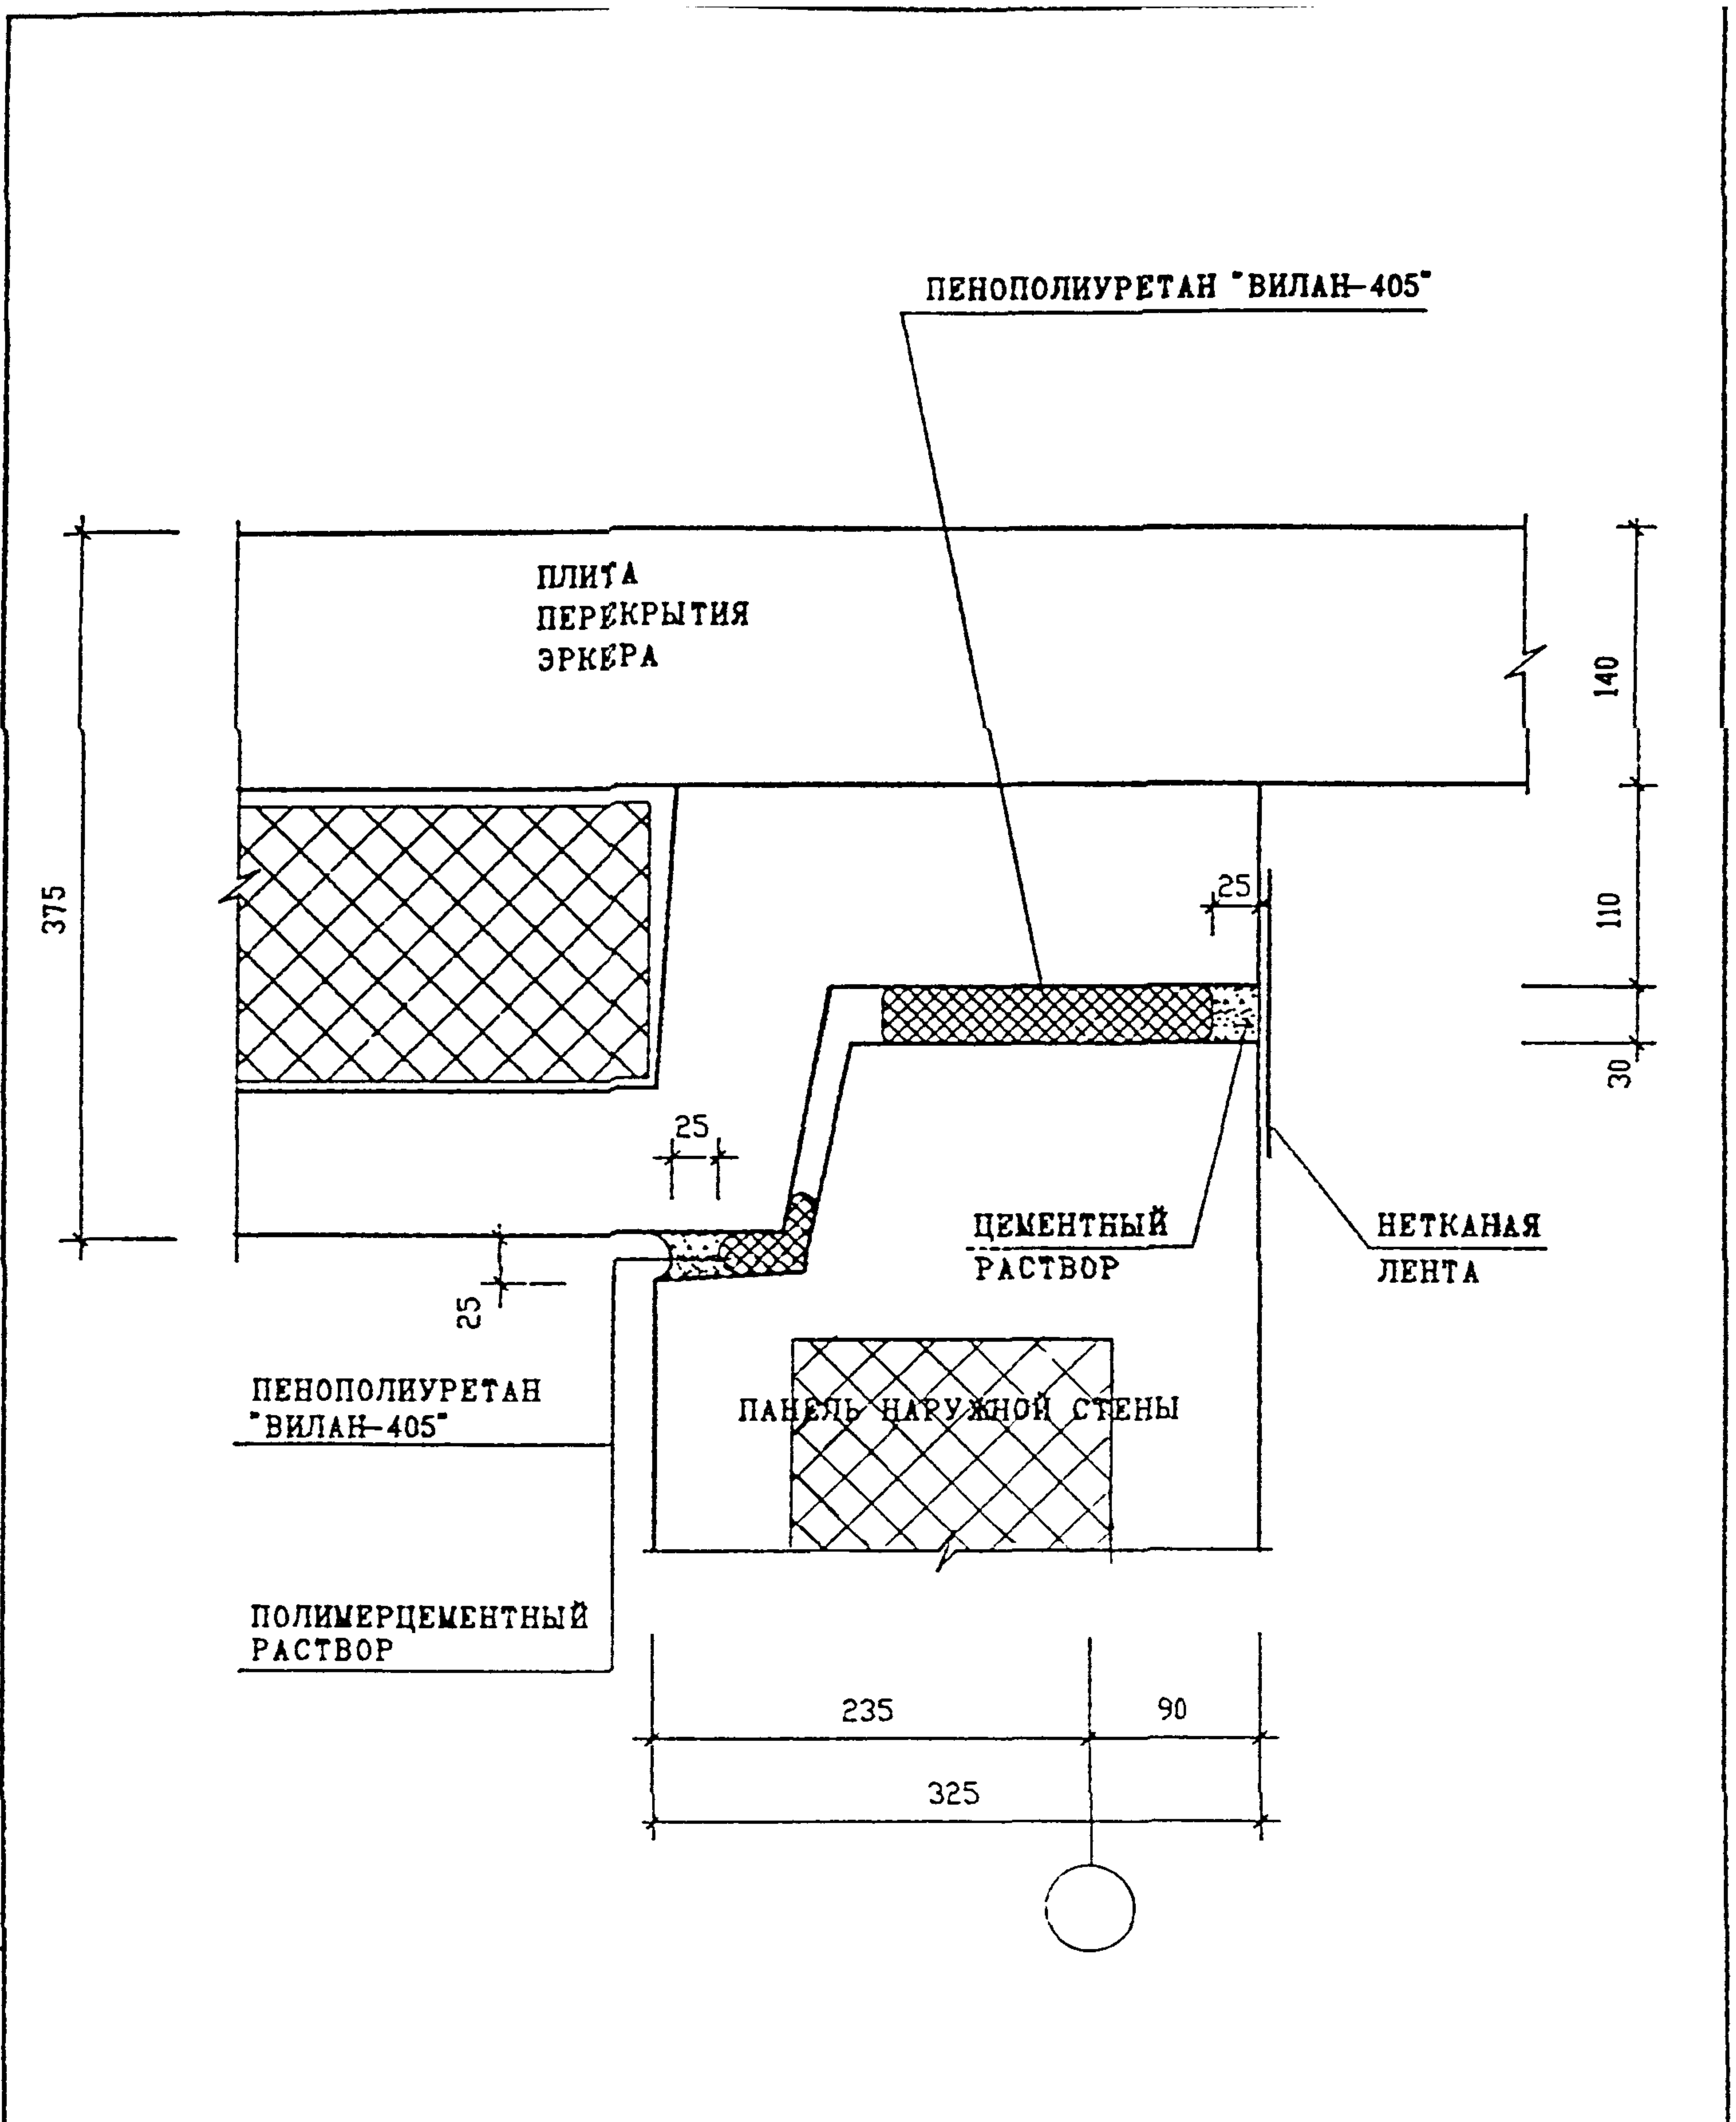 ПЕНОПОЛИУРЕТАН "ВИЛАН-405"
ПЛИТА
ПЕРЕКРЫТИЯ
ЭРКЕРА
140
375
25
110
30
25
ЦЕМЕНТНЫЙ
РАСТВОР
НЕТКАНАЯ
ЛЕНТА
25
ПЕНОПОЛИУРЕТАН
"ВИЛАН-405"
ПАНЕЛЬ НАРУЖНОЙ СТЕНЫ
ПОЛИМЕРЦЕМЕНТНЫЙ
РАСТВОР
235
90
325